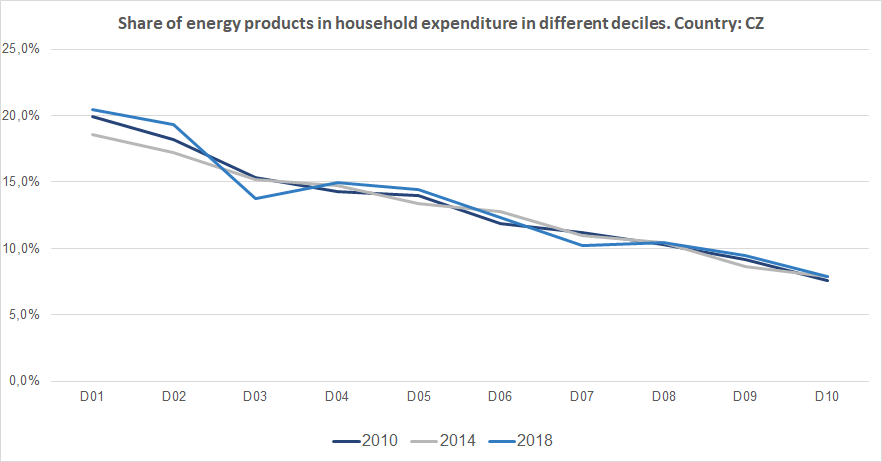 Share of energy products in household expenditure in different deciles. Country: CZ
25,0%
20,0%
15,0%
10,0%
5,0%
0,0%
D01 D02 D03 D04 D05 D06 D07 D08 D09 D10
2010 2014 2018